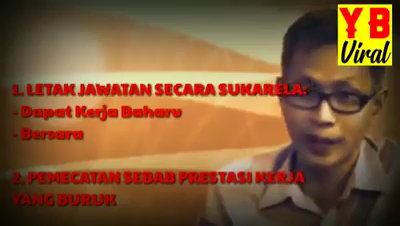 YB
Viral
1. LETAK JAWATAN SECARA SUKARELA:
- Dapat Kerja Baharu
- Bersara
2. PEMECATAN SEBAB PRESTASI KERJA
YANG BURUK